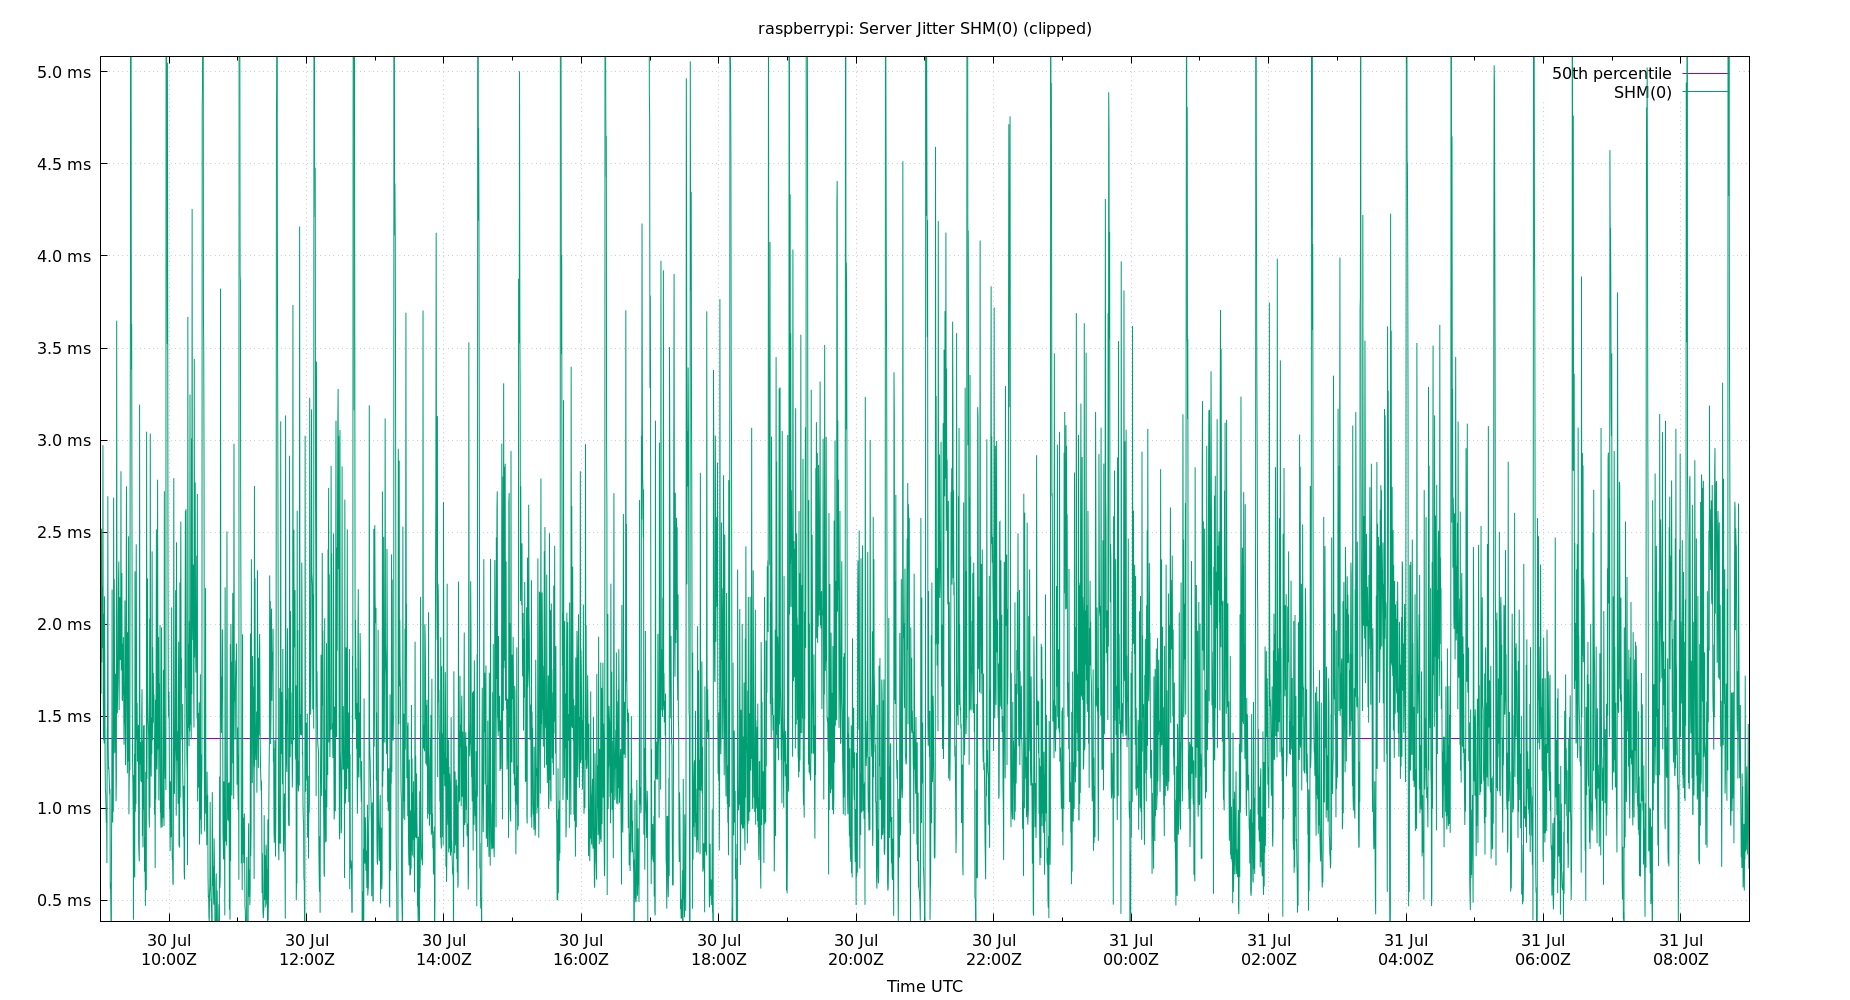 raspberrypi: Server Jitter SHM(0) (clipped)
50th percentile
SHM(0)
5.0 ms
4.5 ms
4.0 ms
3.5 ms
3.0 ms
2.5 ms
2.0 ms
1.5 ms
1.0 ms
0.5 ms
30 Jul 30 Jul 30 Jul 30 Jul 30 Jul 30 Jul 30 Jul 31 Jul 31 Jul 31 Jul 31 Jul 31 Jul
10:00Z 12:00Z 14:00Z 16:00Z 18:00Z 20:00Z 22:00Z 00:00Z 02:00Z 04:00Z 06:00Z 08:00Z
Time UTC